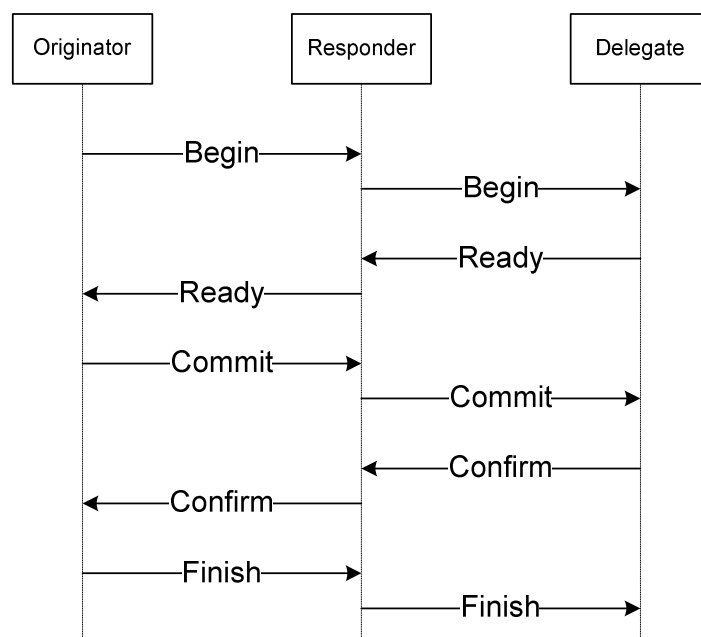 Originator Responder Delegate
Begin
Begin
Ready
Ready
Commit
Commit
Confirm
Confirm
Finish
Finish